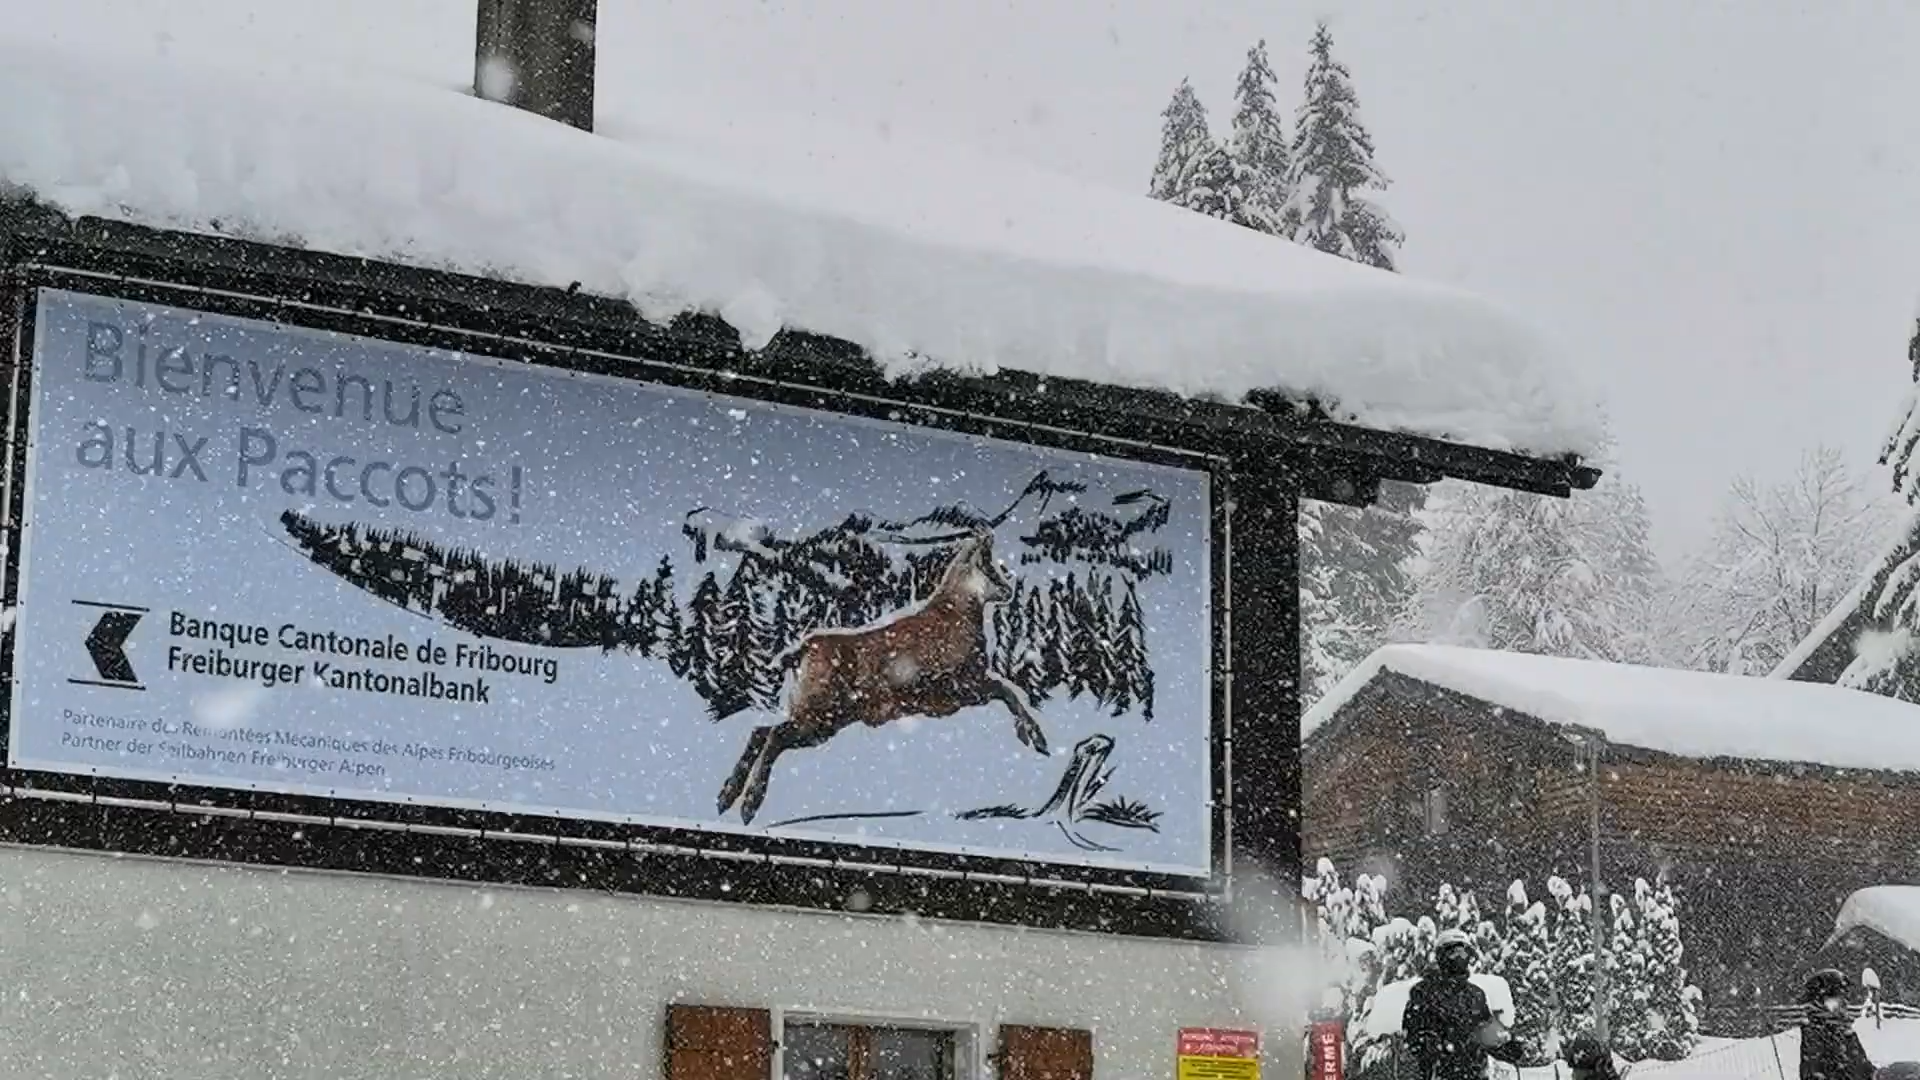 Bienvenue
aux Paccots!
Banque Cantonale de Fribourg
Freiburger Kantonalbank
Partenaire des Remontées Mécaniques des Alpes Fribourgeoises
Partner der Seilbahnen Freiburger Alpen
ERME